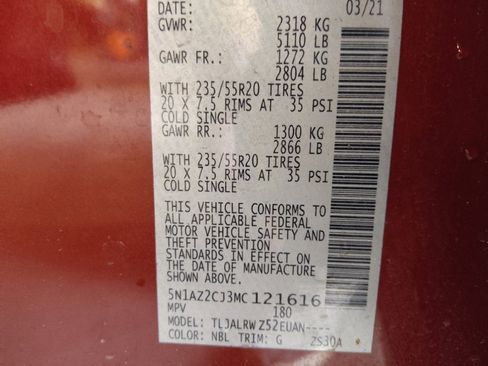 DATE: 03/21
GVWR: 2318 KG
5110 LB
GAWR FR.: 1272 KG
2804 LB
WITH 235/55R20 TIRES
20 X 7.5 RIMS AT 35 PSI
COLD SINGLE
GAWR RR.: 1300 KG
2866 LB
WITH 235/55R20 TIRES
20 X 7.5 RIMS AT 35 PSI
COLD SINGLE
THIS VEHICLE CONFORMS TO
ALL APPLICABLE FEDERAL
MOTOR VEHICLE SAFETY AND
THEFT PREVENTION
STANDARDS IN EFFECT ON
THE DATE OF MANUFACTURE
SHOWN ABOVE.
5N1AZ2CJ3MC121616
MPV 180
MODEL: TLJALRWZ52EUAN----
COLOR: NBL TRIM: G 2S30A